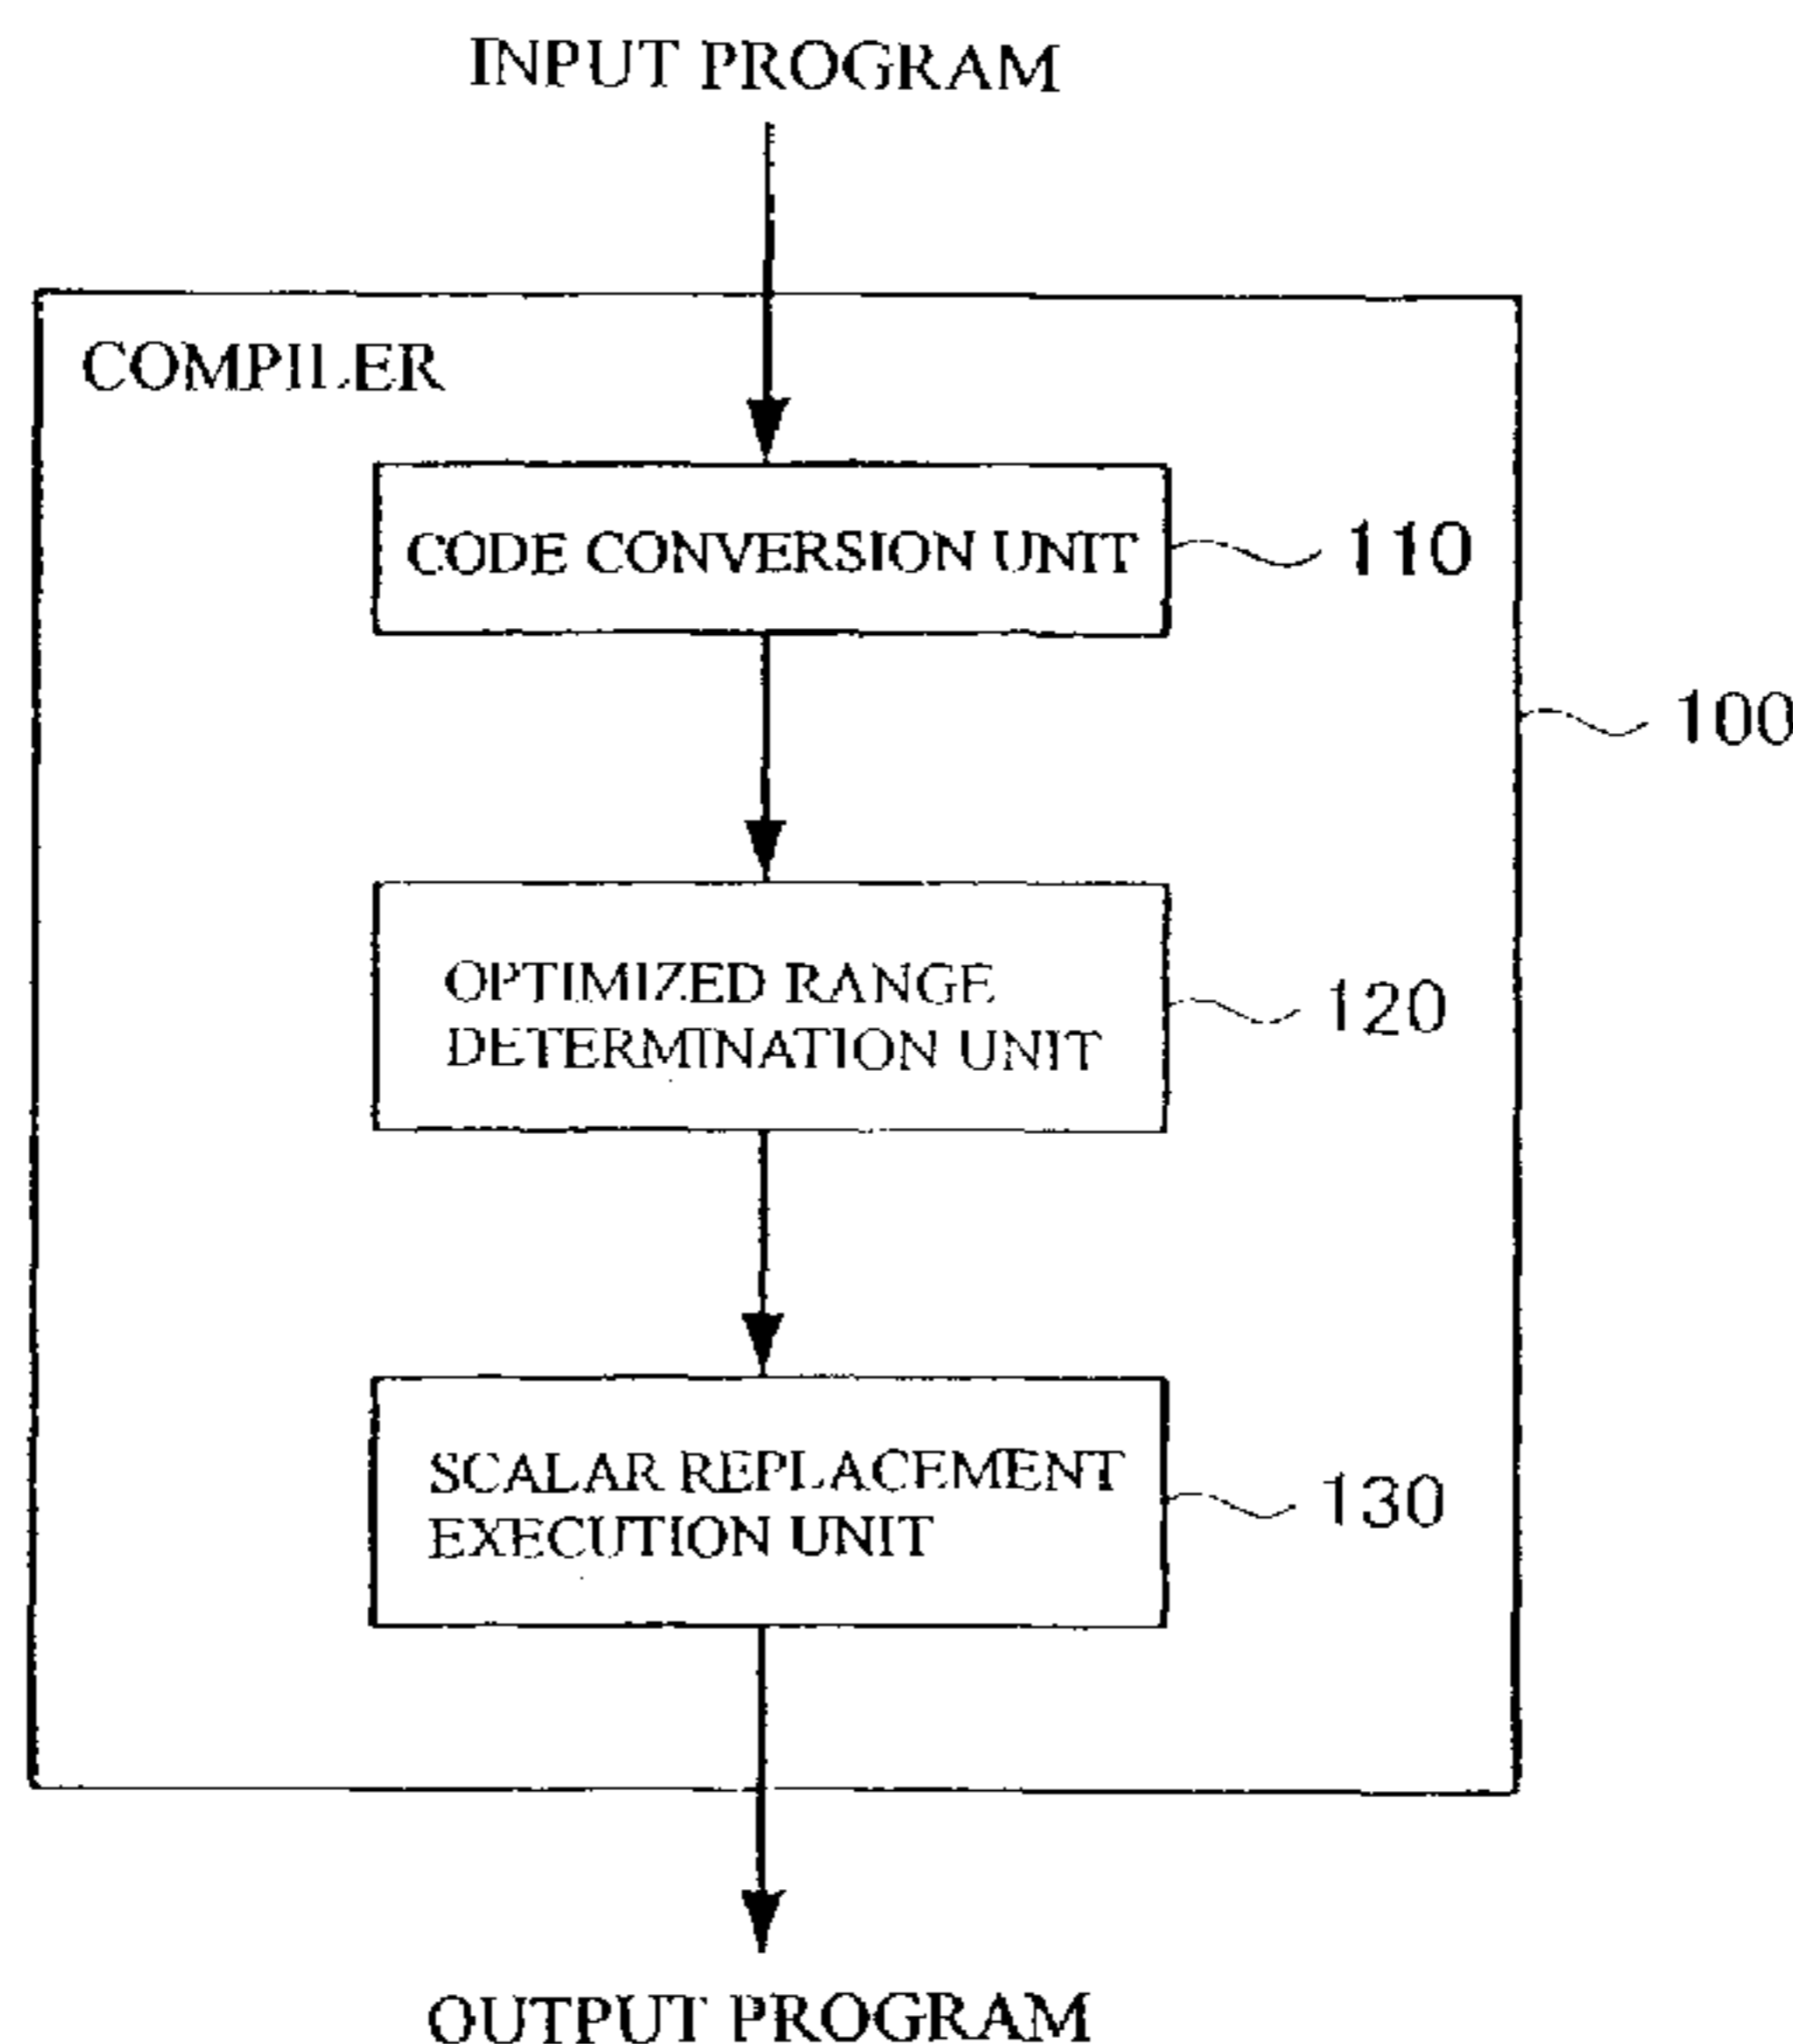 INPUT PROGRAM
COMPILER
CODE CONVERSION UNIT
110
100
OPTIMIZED RANGE
DETERMINATION UNIT
120
SCALAR REPLACEMENT
EXECUTION UNIT
130
OUTPUT PROGRAM